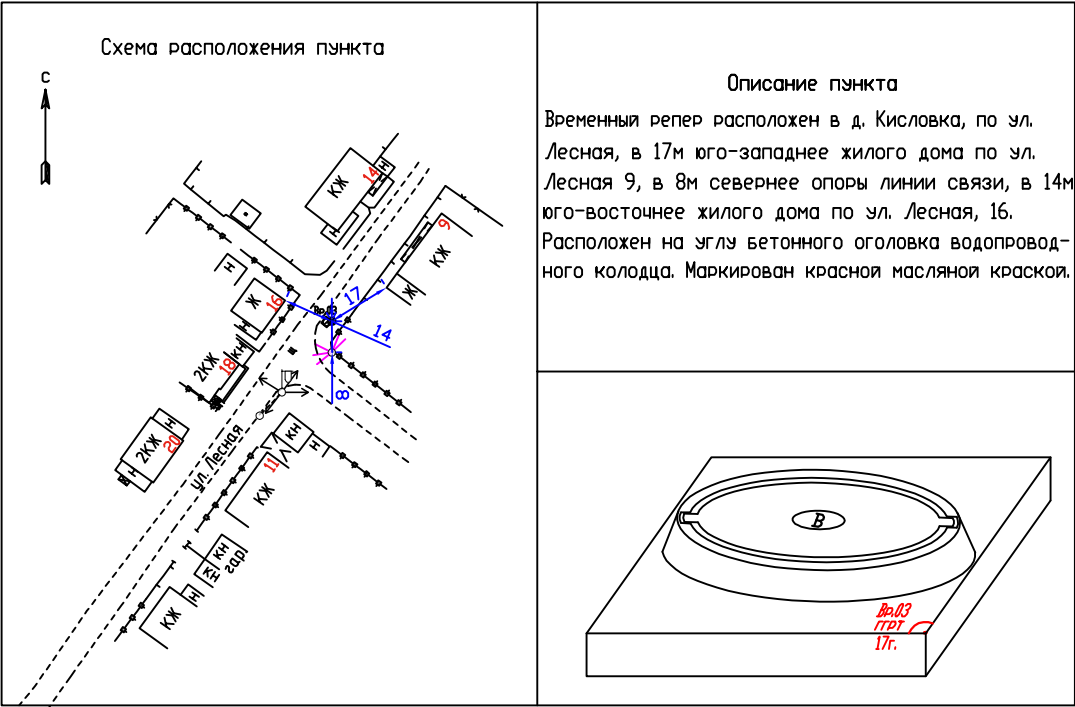 Схема расположения пункта
С
14
Н
КЖ
Н
9
КЖ
Ж
Н
16
Ж
Н
Вр.03
17
14
8
КН
18
2КЖ
20
2КЖ
Н
Н
ул. Лесная
КН
Н
11
КЖ
КН
Н
гар
КЖ
Н
Описание пункта
Временный репер расположен в д. Кисловка, по ул.
Лесная, в 17м юго-западнее жилого дома по ул.
Лесная 9, в 8м севернее опоры линии связи, в 14м
юго-восточнее жилого дома по ул. Лесная, 16.
Расположен на углу бетонного оголовка водопровод-
ного колодца. Маркирован красной масляной краской.
В
Вр.03
ГГРТ
17г.